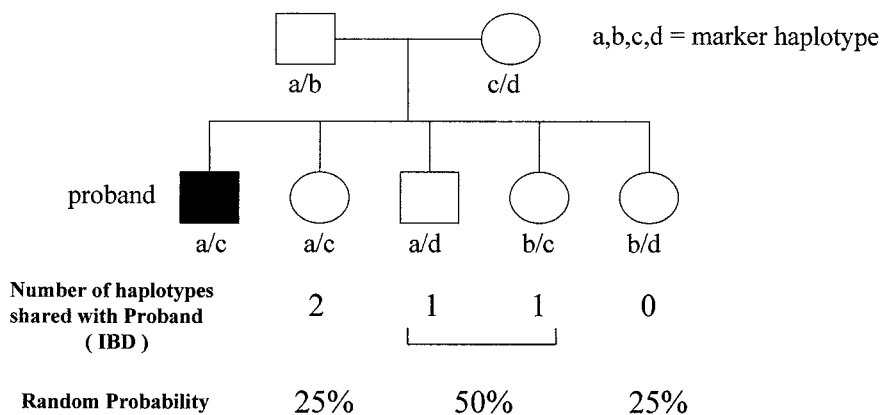 a,b,c,d = marker haplotype
a/b c/d
proband
a/c a/c a/d b/c b/d
Number of haplotypes
shared with Proband
( IBD )
2 1 1 0
Random Probability 25% 50% 25%